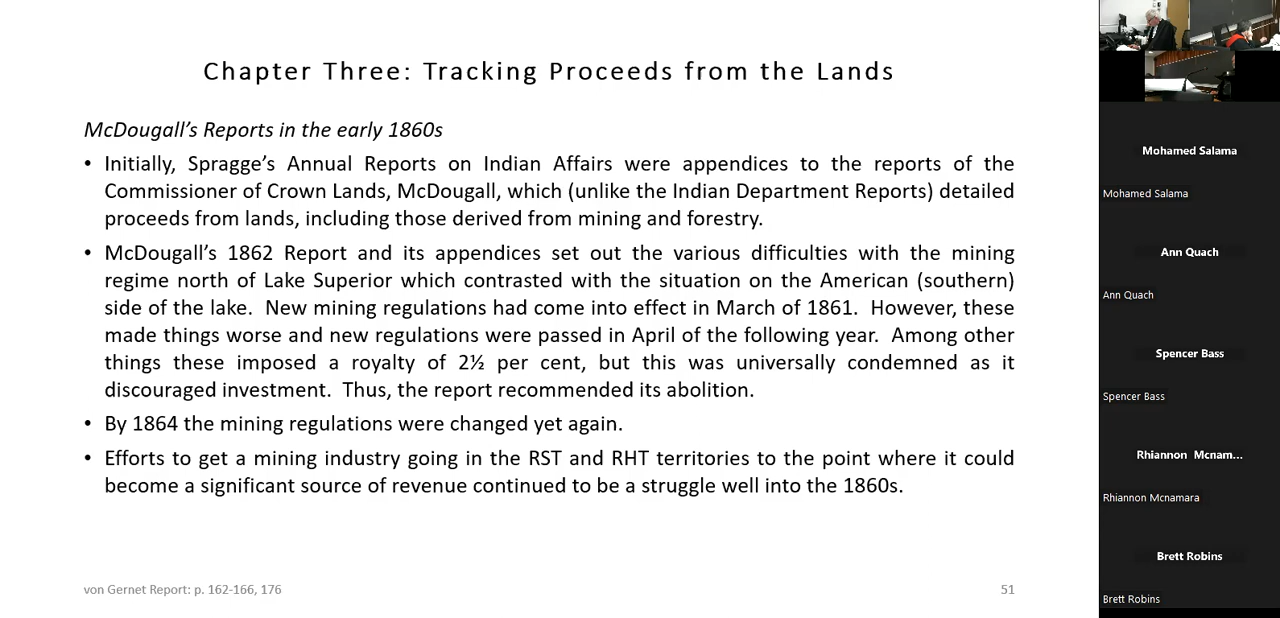 Chapter Three: Tracking Proceeds from the Lands
McDougall’s Reports in the early 1860s
• Initially, Spragge’s Annual Reports on Indian Affairs were appendices to the reports of the
Commissioner of Crown Lands, McDougall, which (unlike the Indian Department Reports) detailed
proceeds from lands, including those derived from mining and forestry.
• McDougall’s 1862 Report and its appendices set out the various difficulties with the mining
regime north of Lake Superior which contrasted with the situation on the American (southern)
side of the lake. New mining regulations had come into effect in March of 1861. However, these
made things worse and new regulations were passed in April of the following year. Among other
things these imposed a royalty of 2½ per cent, but this was universally condemned as it
discouraged investment. Thus, the report recommended its abolition.
• By 1864 the mining regulations were changed yet again.
• Efforts to get a mining industry going in the RST and RHT territories to the point where it could
become a significant source of revenue continued to be a struggle well into the 1860s.
von Gernet Report: p. 162-166, 176
51
Mohamed Salama
Mohamed Salama
Ann Quach
Ann Quach
Spencer Bass
Spencer Bass
Rhiannon Mcnam...
Rhiannon Mcnamara
Brett Robins
Brett Robins